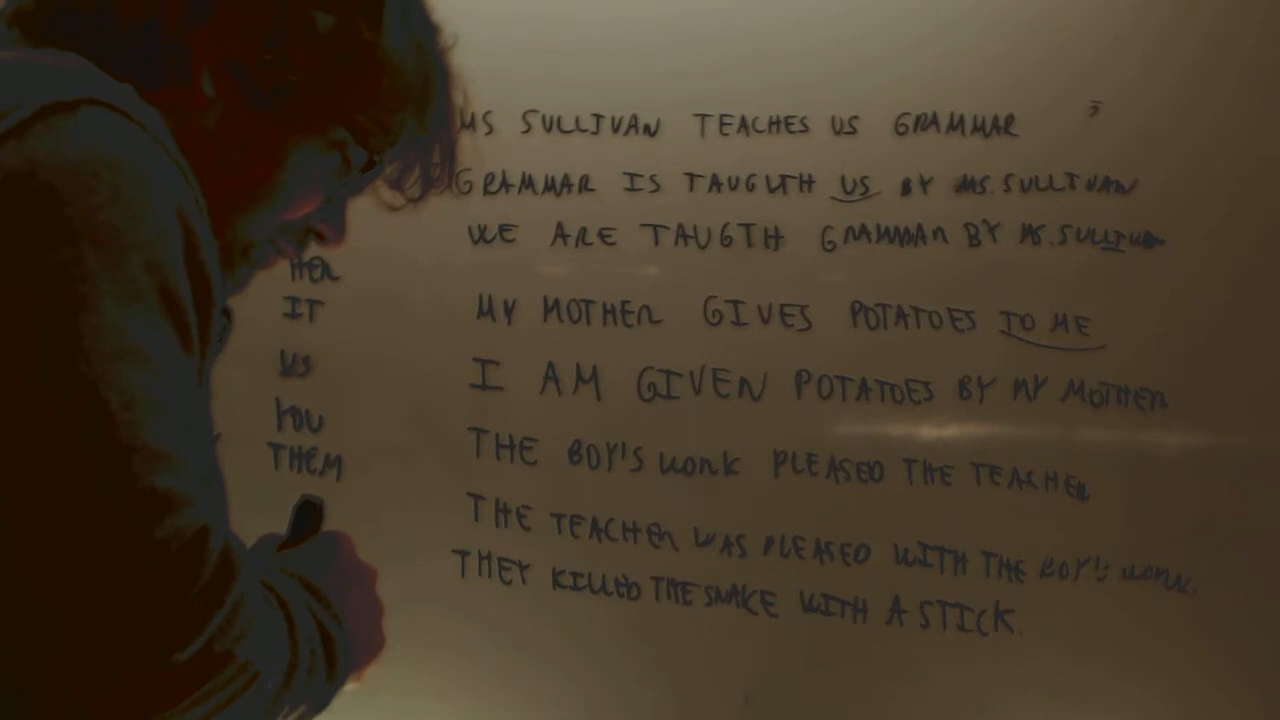 HER
IT
US
YOU
THEM
MS SULLIVAN TEACHES US GRAMMAR
GRAMMAR IS TAUGTH US BY MS. SULLIVAN
WE ARE TAUGTH GRAMMAR BY MS. SULLIVAN
MY MOTHER GIVES POTATOES TO ME
I AM GIVEN POTATOES BY MY MOTHER
THE BOY'S WORK PLEASED THE TEACHER
THE TEACHER WAS PLEASED WITH THE BOY'S WORK.
THEY KILLED THE SNAKE WITH A STICK.